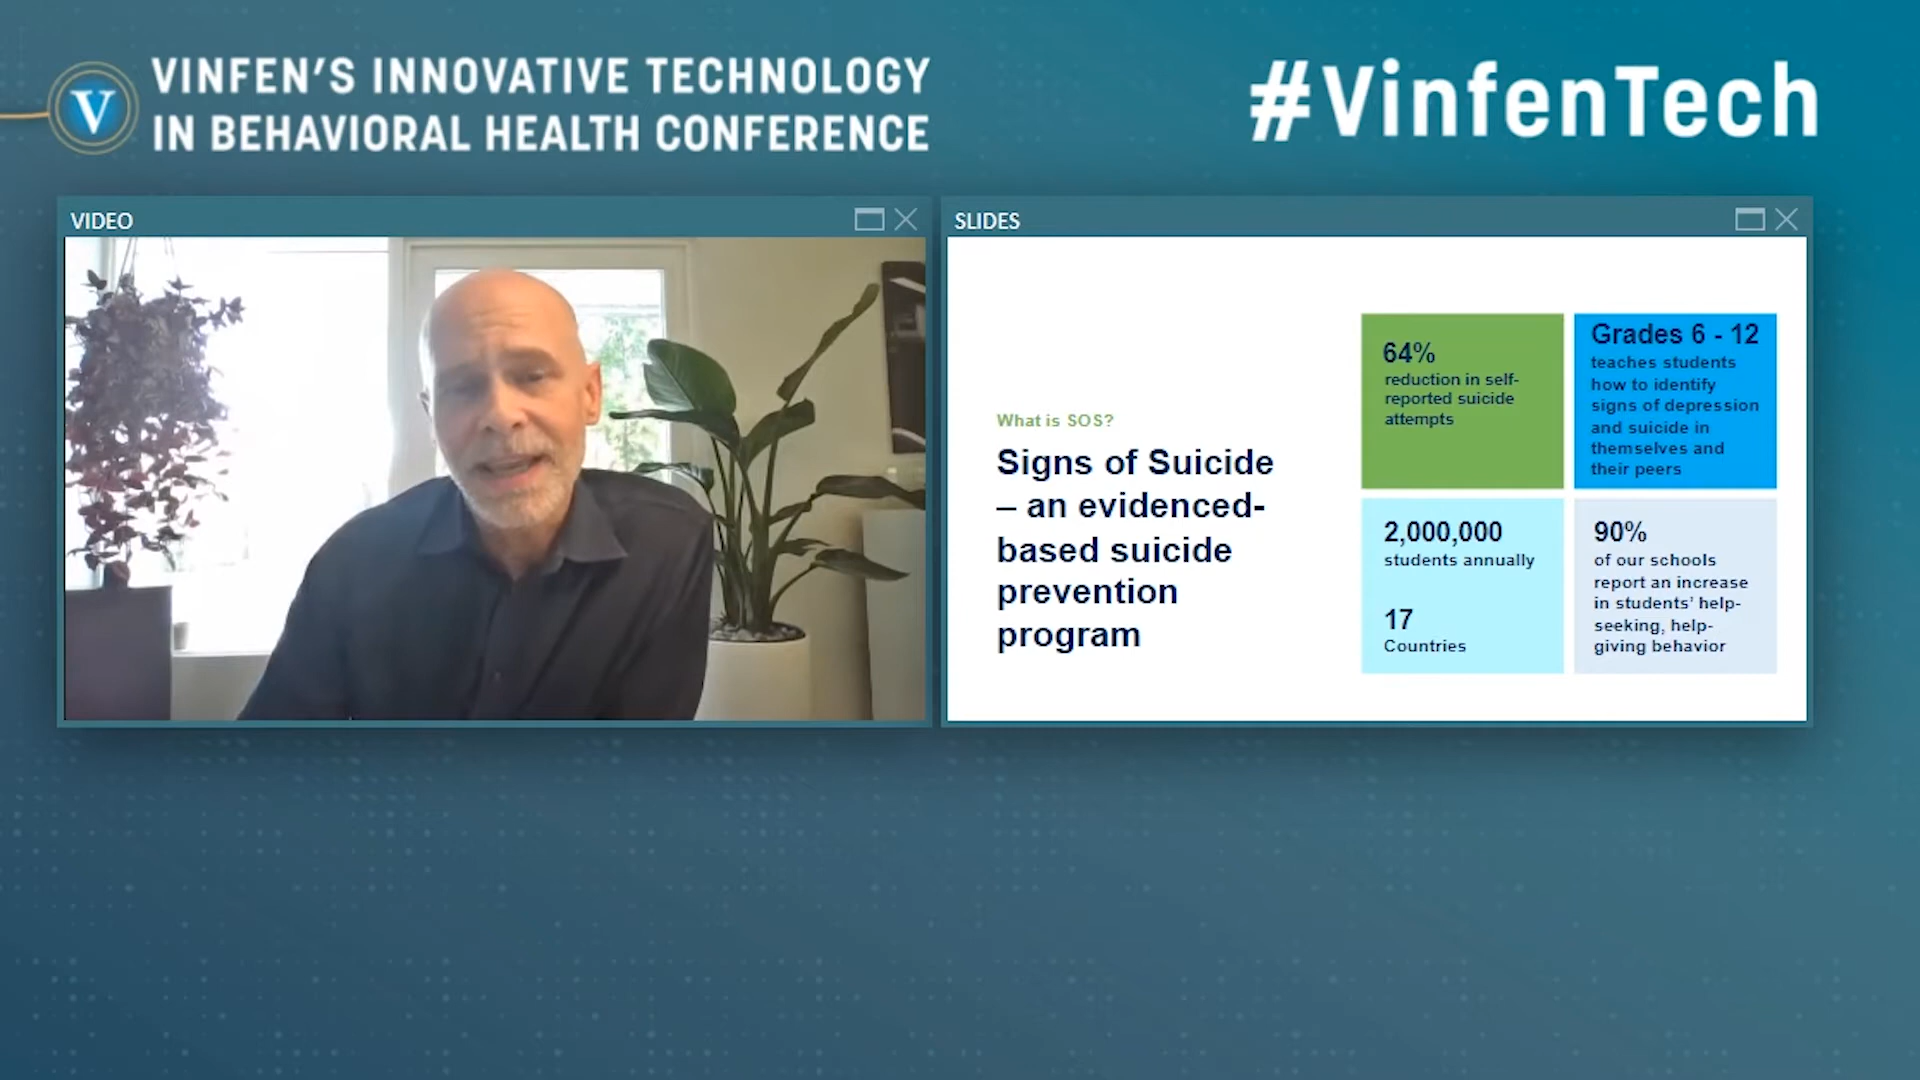 VINFEN'S INNOVATIVE TECHNOLOGY
IN BEHAVIORAL HEALTH CONFERENCE
V
#VinfenTech
VIDEO
SLIDES
What is SOS?
Signs of Suicide
– an evidenced-
based suicide
prevention
program
64%
reduction in self-
reported suicide
attempts
Grades 6 - 12
teaches students
how to identify
signs of depression
and suicide in
themselves and
their peers
2,000,000
students annually
17
Countries
90%
of our schools
report an increase
in students' help-
seeking, help-
giving behavior